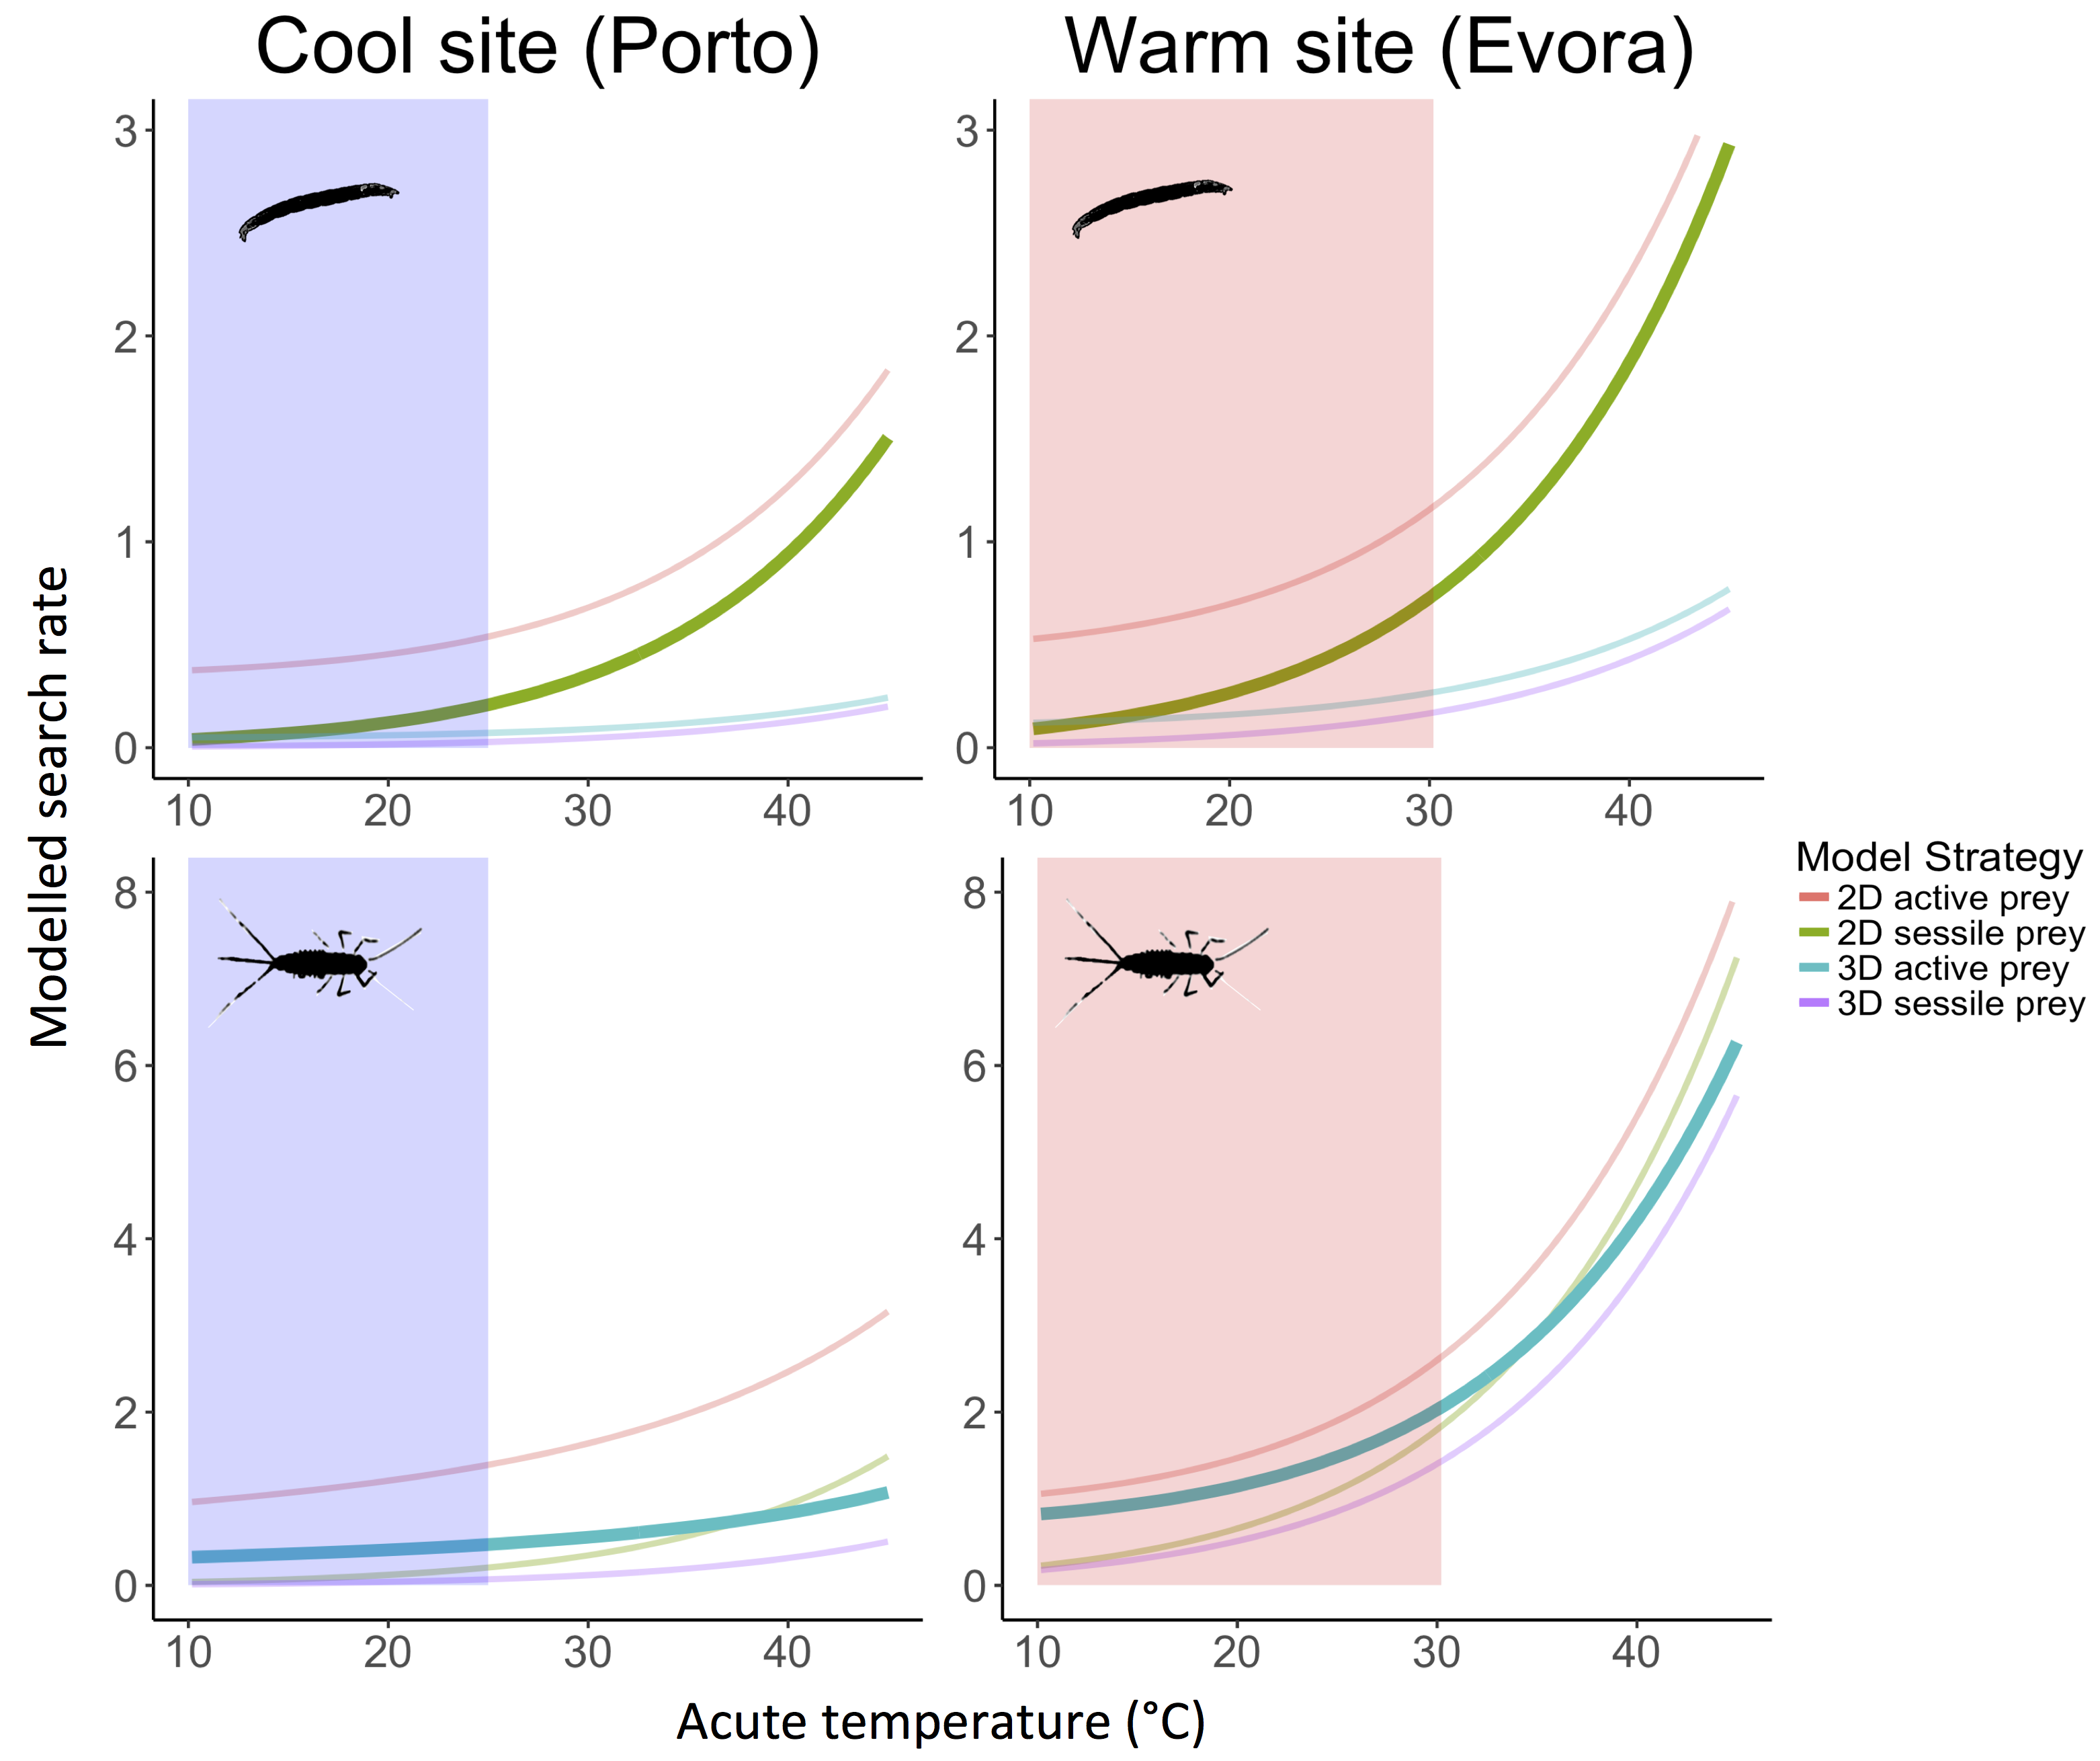 Cool site (Porto)
Warm site (Evora)
Modelled search rate
3
2
1
0
10 20 30 40
3
2
1
0
10 20 30 40
8
6
4
2
0
10 20 30 40
8
6
4
2
0
10 20 30 40
Model Strategy
2D active prey
2D sessile prey
3D active prey
3D sessile prey
Acute temperature (°C)